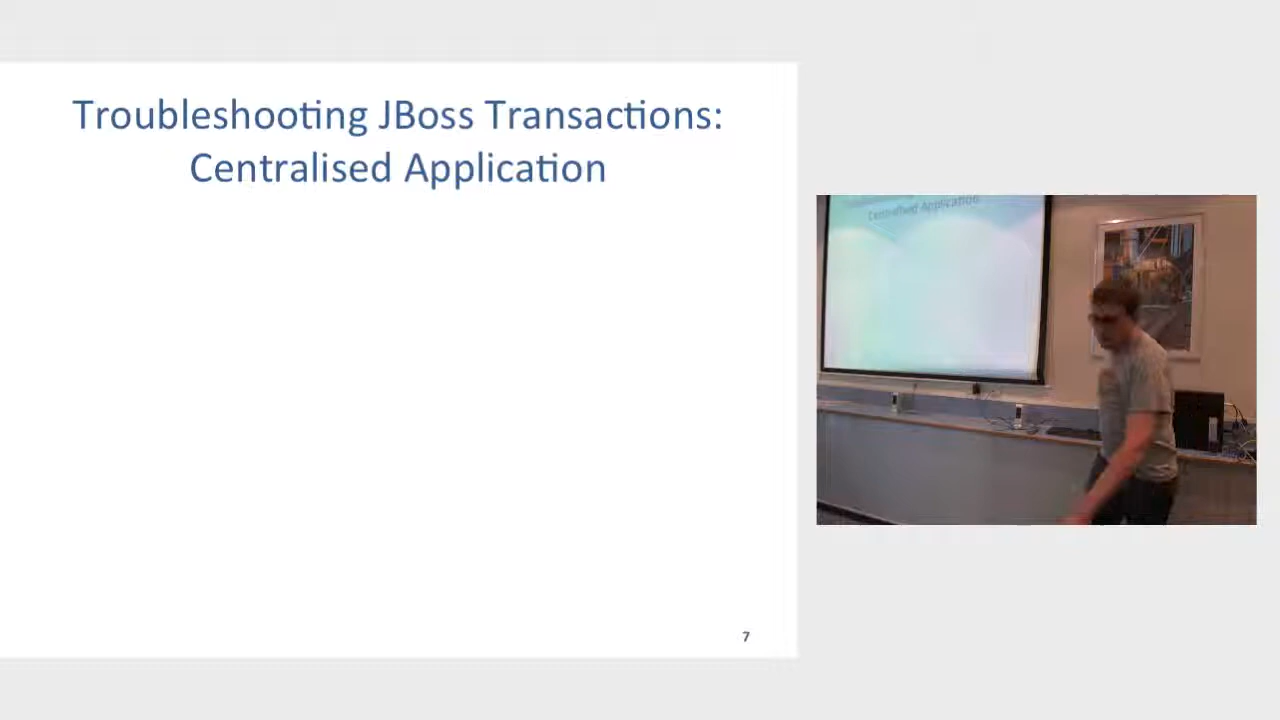 Troubleshooting JBoss Transactions:
Centralised Application
7
Centralised Application